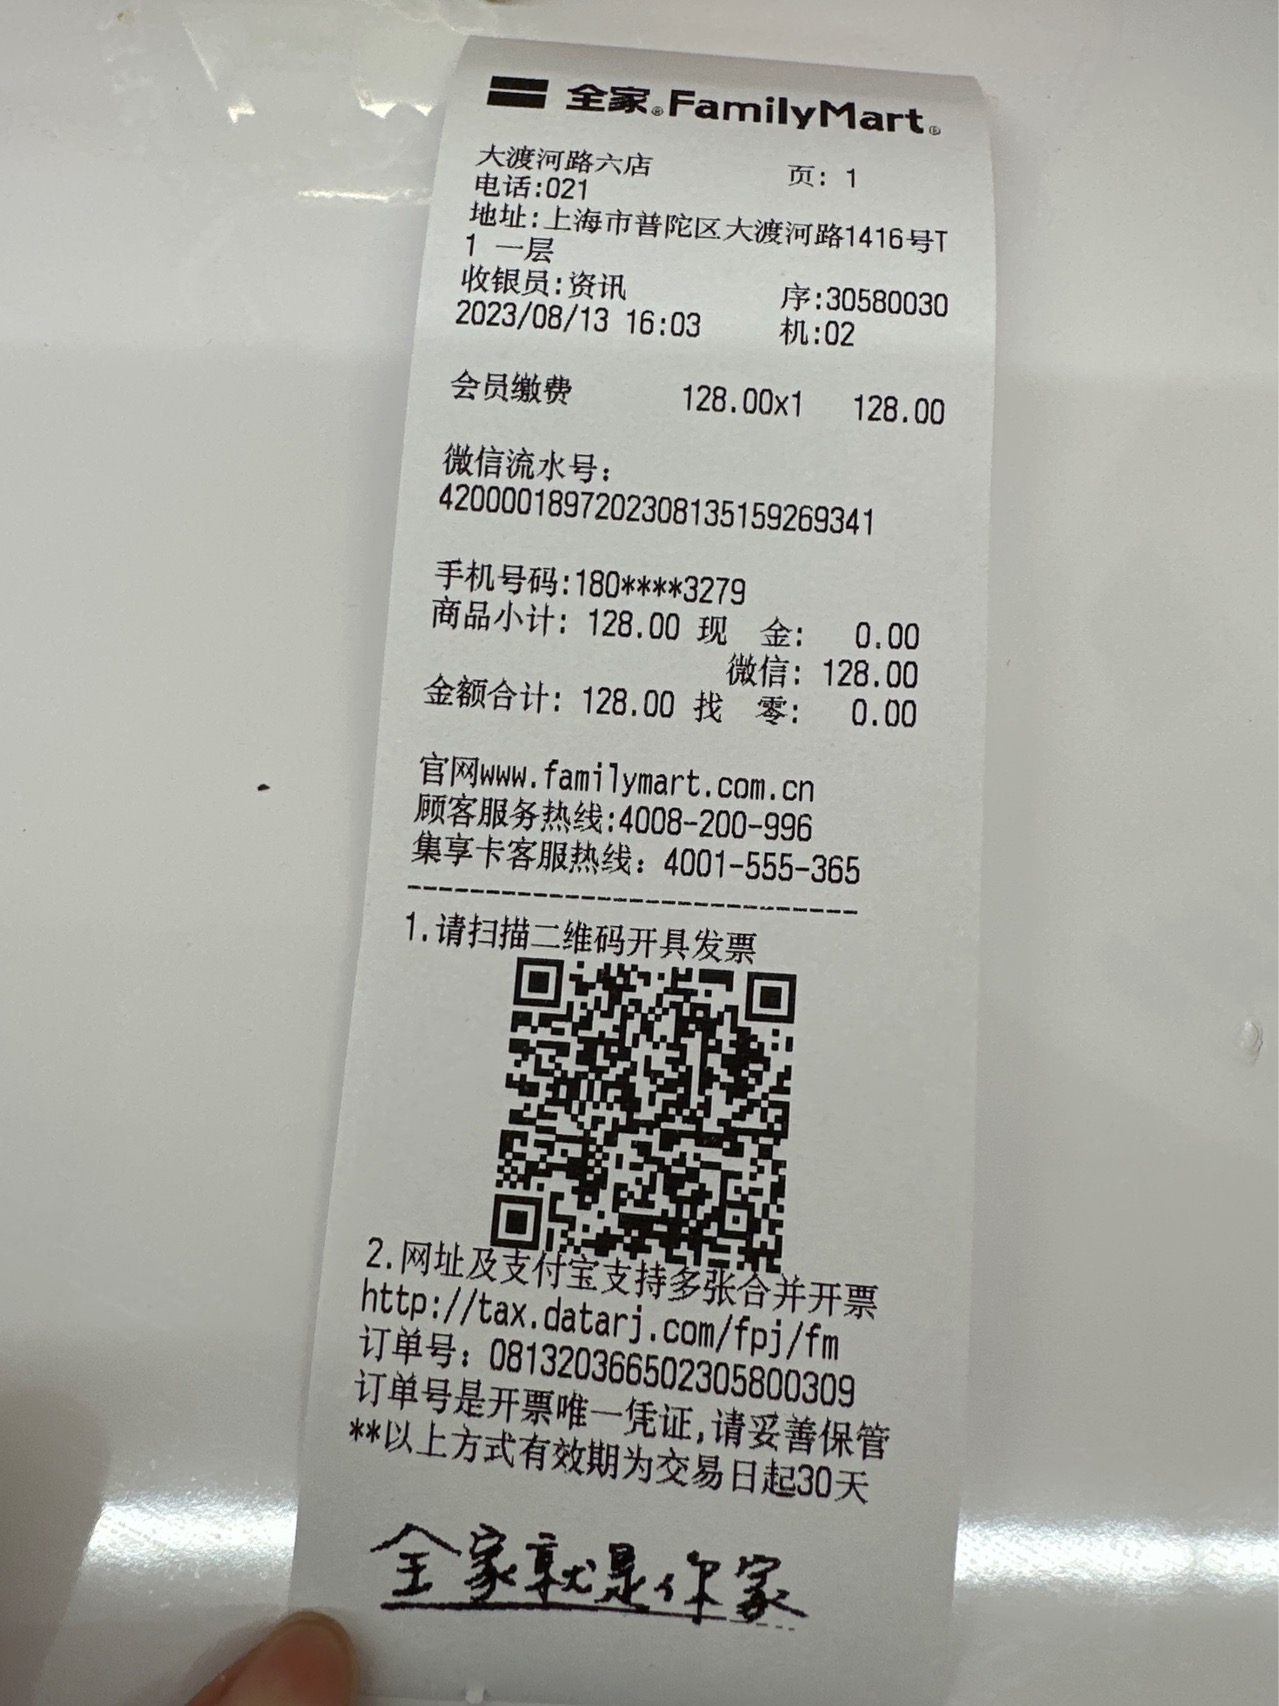 全家®FamilyMart®
大渡河路六店 页: 1
电话:021
地址:上海市普陀区大渡河路1416号T
1 一层
收银员:资讯 序:30580030
2023/08/13 16:03 机:02
会员缴费 128.00x1 128.00
微信流水号:
4200001897202308135159269341
手机号码:180****3279
商品小计: 128.00 现 金: 0.00
微信: 128.00
金额合计: 128.00 找 零: 0.00
官网www.familymart.com.cn
顾客服务热线:4008-200-996
集享卡客服热线: 4001-555-365
----------------------------
1.请扫描二维码开具发票
2.网址及支付宝支持多张合并开票
http://tax.datarj.com/fpj/fm
订单号: 081320366502305800309
订单号是开票唯一凭证,请妥善保管
**以上方式有效期为交易日起30天
全家就是你家